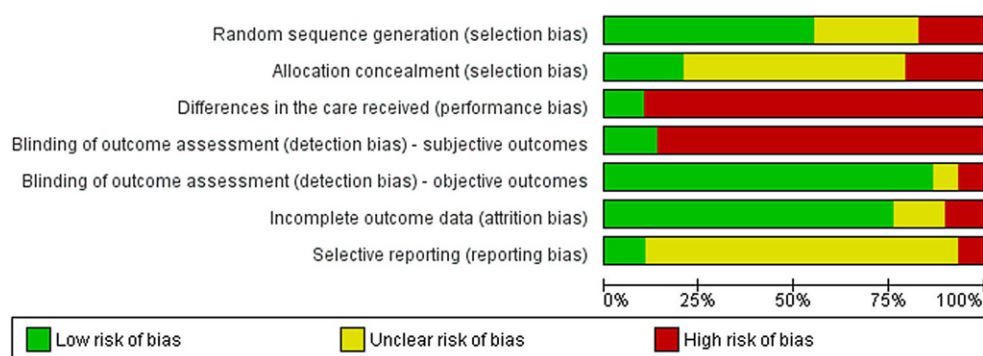 Random sequence generation (selection bias)
Allocation concealment (selection bias)
Differences in the care received (performance bias)
Blinding of outcome assessment (detection bias) - subjective outcomes
Blinding of outcome assessment (detection bias) - objective outcomes
Incomplete outcome data (attrition bias)
Selective reporting (reporting bias)
0% 25% 50% 75% 100%
Low risk of bias Unclear risk of bias High risk of bias